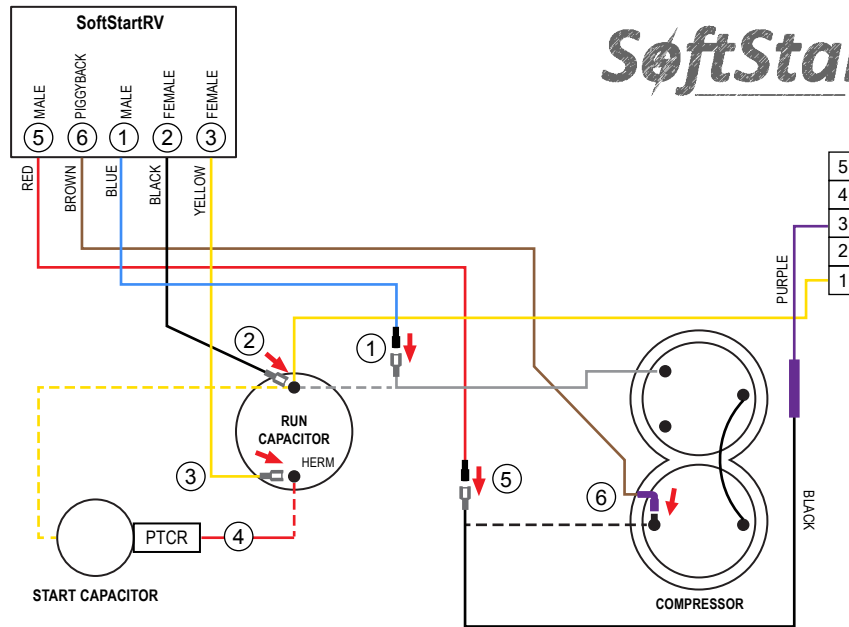 SoftStartRV
MALE
PIGGYBACK
MALE
FEMALE
FEMALE
5
6
1
2
3
RED
BROWN
BLUE
BLACK
YELLOW
SøftStar
5
4
3
2
1
PURPLE
2
1
RUN
CAPACITOR
HERM
3
5
6
BLACK
PTCR
4
START CAPACITOR
COMPRESSOR